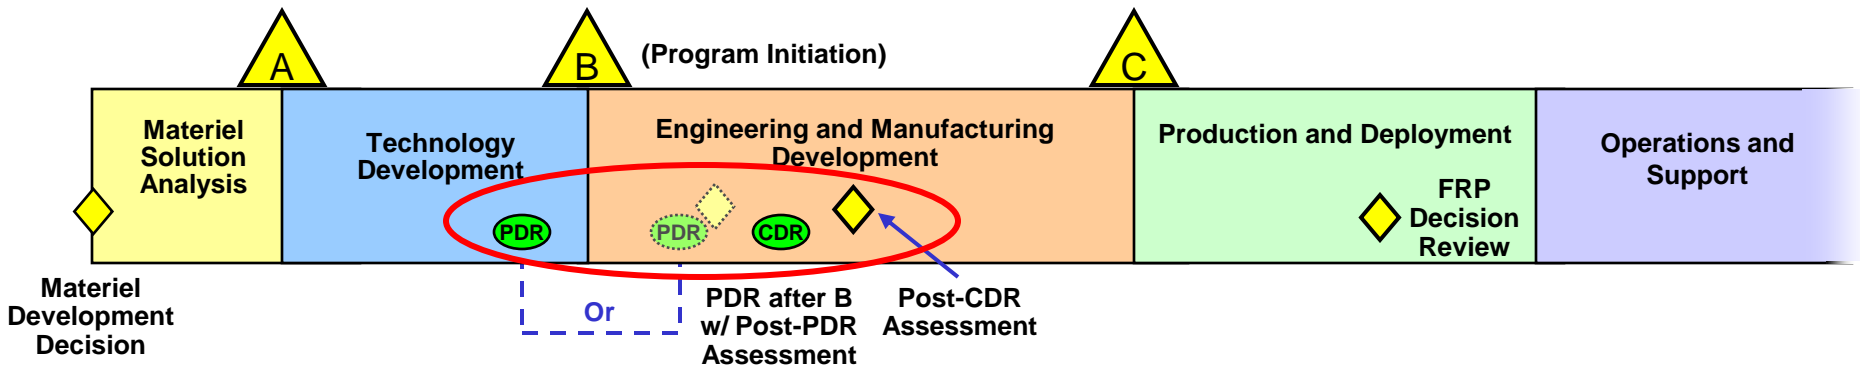 A
B
(Program Initiation)
C
Materiel
Solution
Analysis
Technology
Development
Engineering and Manufacturing
Development
Production and Deployment
Operations and
Support
PDR
PDR
CDR
FRP
Decision
Review
Materiel
Development
Decision
Or
PDR after B
w/ Post-PDR
Assessment
Post-CDR
Assessment